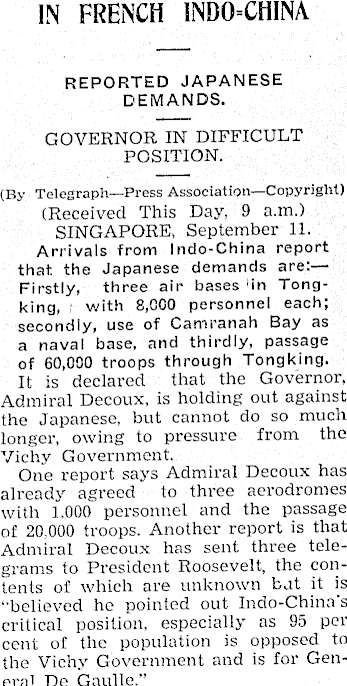 IN FRENCH INDO-CHINA
REPORTED JAPANESE
DEMANDS.
GOVERNOR IN DIFFICULT
POSITION.
(By Telegraph—Press Association—Copyright)
(Received This Day, 9 a.m.)
SINGAPORE, September 11.
Arrivals from Indo-China report
that the Japanese demands are:—
Firstly, three air bases in Tong-
king, with 8,000 personnel each;
secondly, use of Camranah Bay as
a naval base, and thirdly, passage
of 60,000 troops through Tongking.
It is declared that the Governor,
Admiral Decoux, is holding out against
the Japanese, but cannot do so much
longer, owing to pressure from the
Vichy Government.
One report says Admiral Decoux has
already agreed to three aerodromes
with 1,000 personnel and the passage
of 20,000 troops. Another report is that
Admiral Decoux has sent three tele-
grams to President Roosevelt, the con-
tents of which are unknown but it is
"believed he pointed out Indo-China's
critical position, especially as 95 per
cent of the population is opposed to
the Vichy Government and is for Gen-
eral De Gaulle."